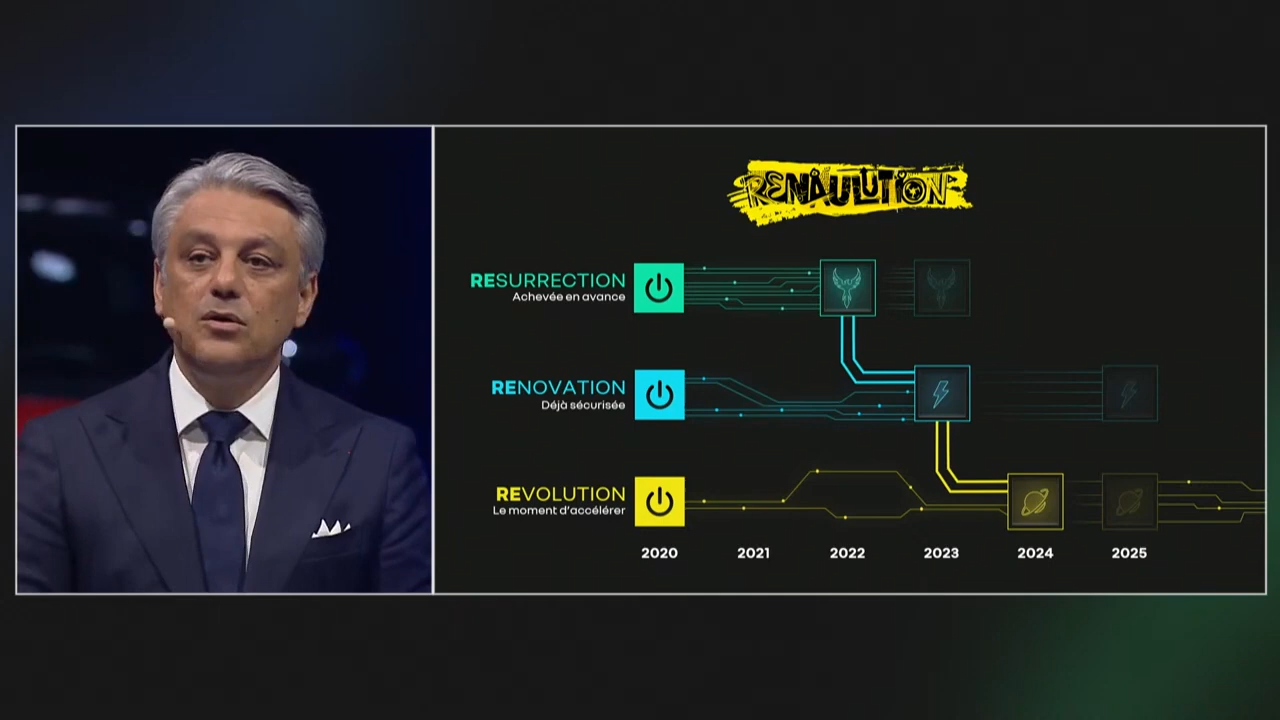 RENAULUTION
RESURRECTION
Achevée en avance
RENOVATION
Déjà sécurisée
REVOLUTION
Le moment d'accélérer
2020 2021 2022 2023 2024 2025